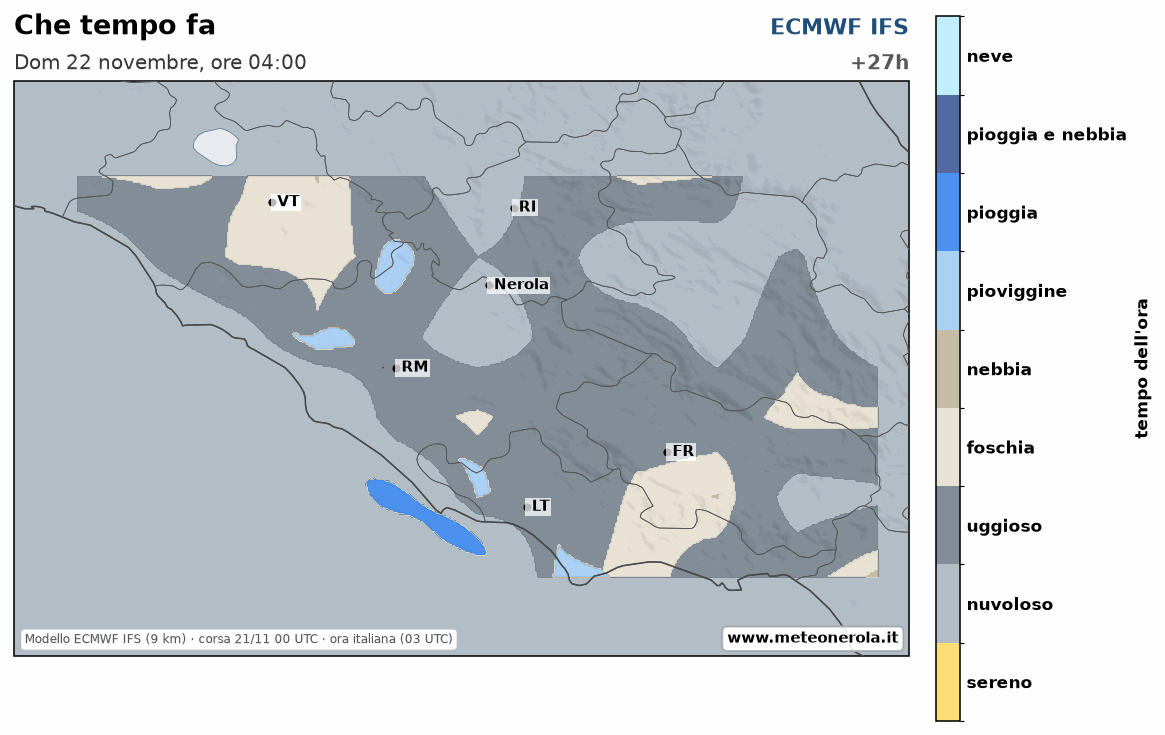 Che tempo fa
ECMWF IFS
Dom 22 novembre, ore 04:00
+27h
VT
RI
Nerola
RM
FR
LT
Modello ECMWF IFS (9 km) · corsa 21/11 00 UTC · ora italiana (03 UTC)
www.meteonerola.it
neve
pioggia e nebbia
pioggia
pioviggine
nebbia
foschia
uggioso
nuvoloso
sereno
tempo dell'ora